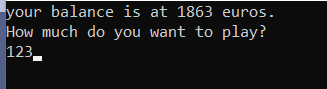 your balance is at 1863 euros.
How much do you want to play?
123